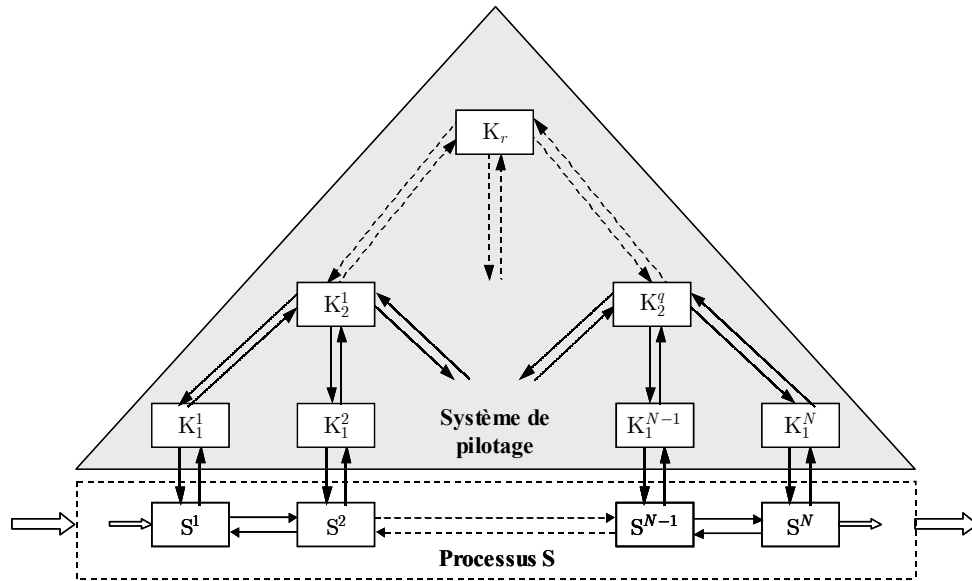 K_r
K_2^1 K_2^q
K_1^1 K_1^2 Système de K_1^{N-1} K_1^N
pilotage
S^1 S^2 S^{N-1} S^N
Processus S